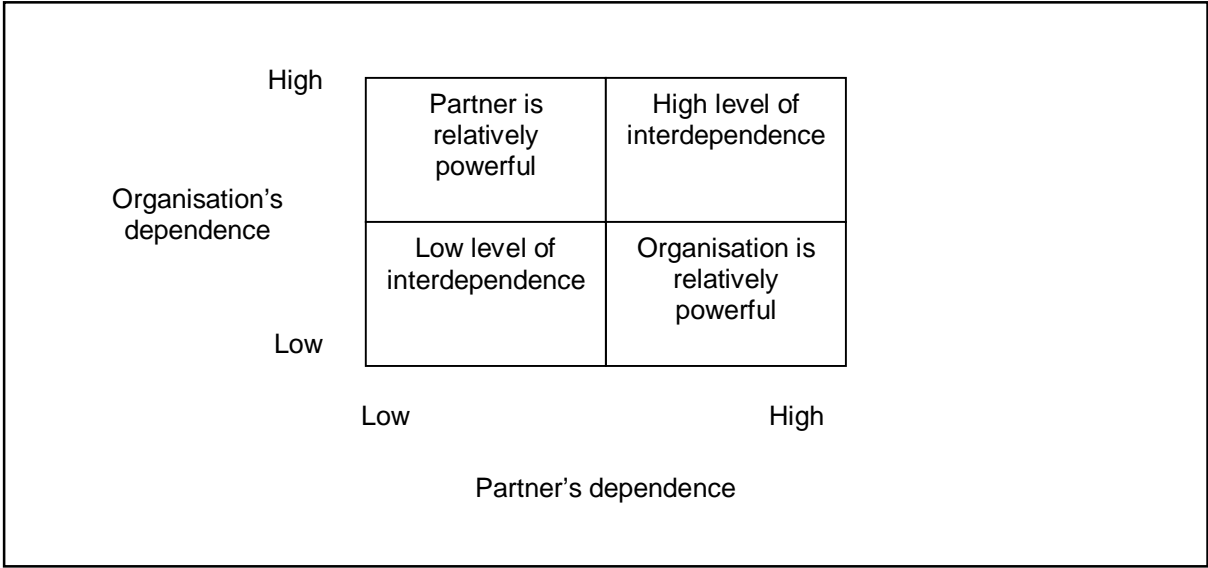 High
Partner is
relatively
powerful
High level of
interdependence
Organisation's
dependence
Low level of
interdependence
Organisation is
relatively
powerful
Low
Low
High
Partner's dependence